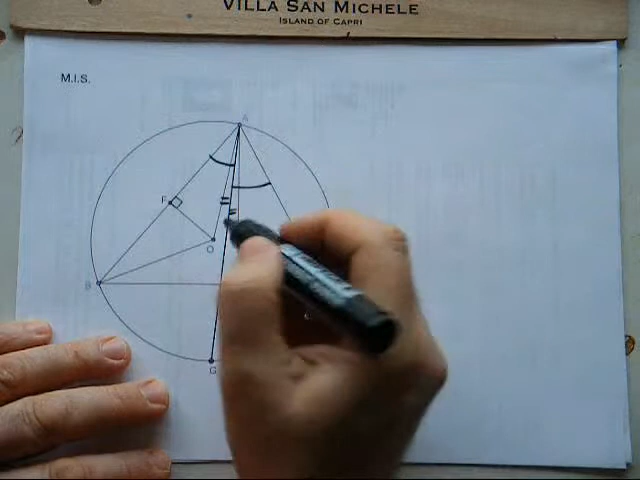 VILLA SAN MICHELE
ISLAND OF CAPRI
M.I.S.
A
F
O
B
G